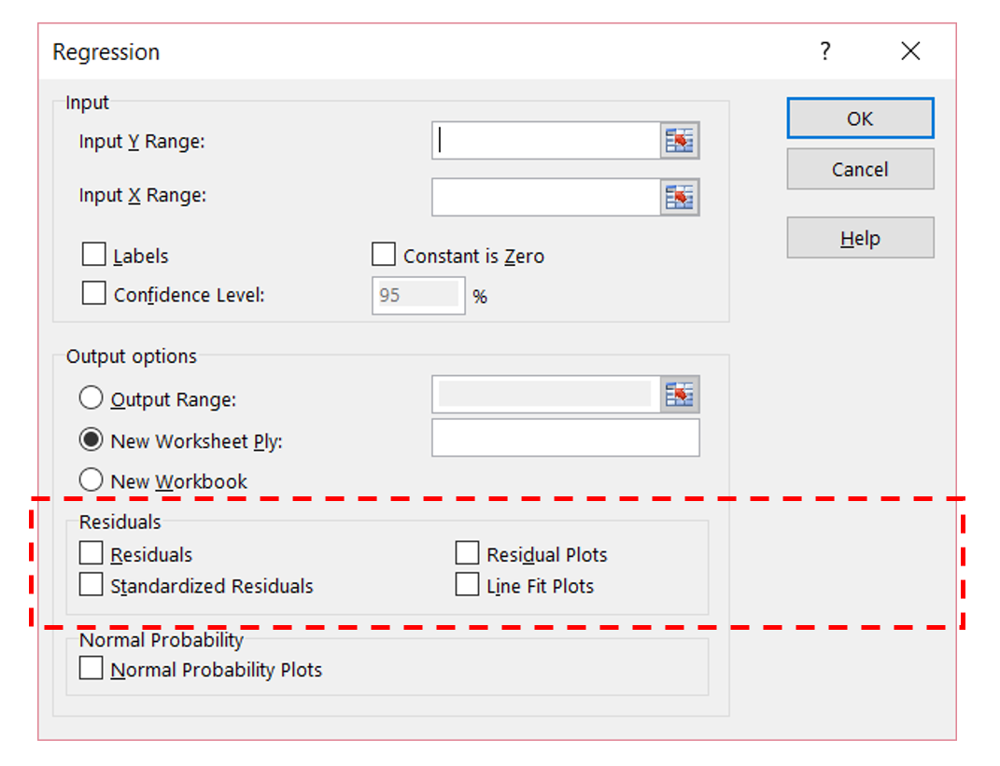 Regression ?
Input
Input Y Range:
Input X Range:
Labels Constant is Zero
Confidence Level: 95 %
Output options
Output Range:
New Worksheet Ply:
New Workbook
Residuals
Residuals Residual Plots
Standardized Residuals Line Fit Plots
Normal Probability
Normal Probability Plots
OK
Cancel
Help